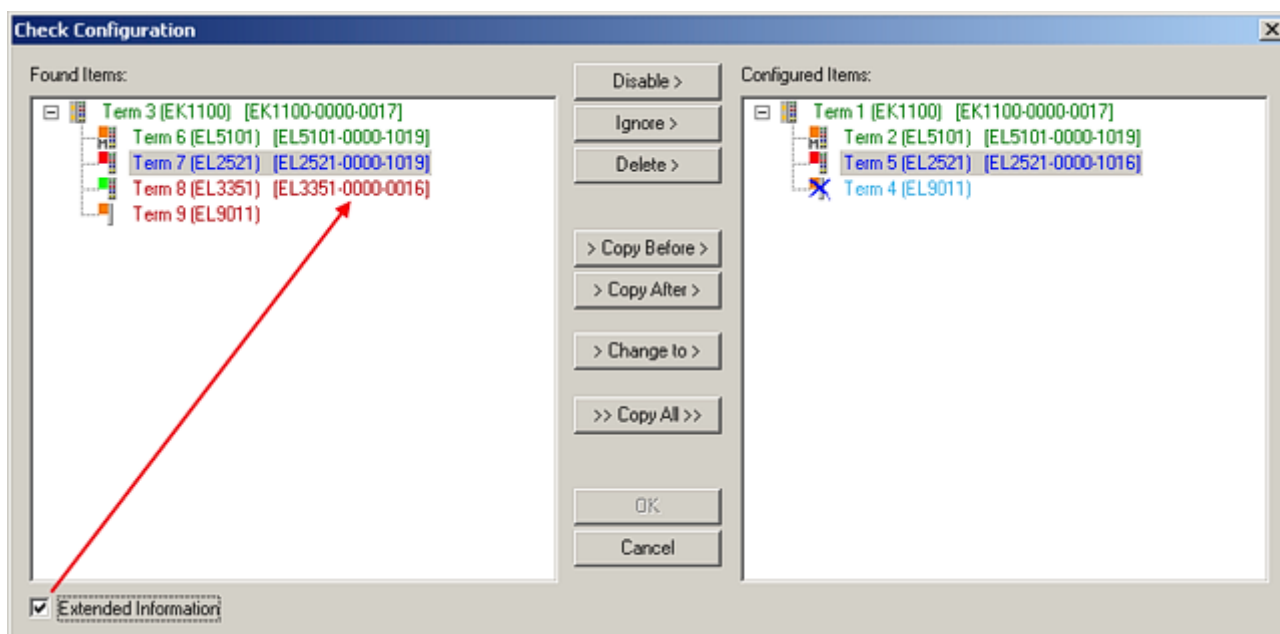 Check Configuration
Found Items:
Term 3 (EK1100) [EK1100-0000-0017]
Term 6 (EL5101) [EL5101-0000-1019]
Term 7 (EL2521) [EL2521-0000-1019]
Term 8 (EL3351) [EL3351-0000-0016]
Term 9 (EL9011)
Extended Information
Disable >
Ignore >
Delete >
> Copy Before >
> Copy After >
> Change to >
>> Copy All >>
OK
Cancel
Configured Items:
Term 1 (EK1100) [EK1100-0000-0017]
Term 2 (EL5101) [EL5101-0000-1019]
Term 5 (EL2521) [EL2521-0000-1016]
Term 4 (EL9011)